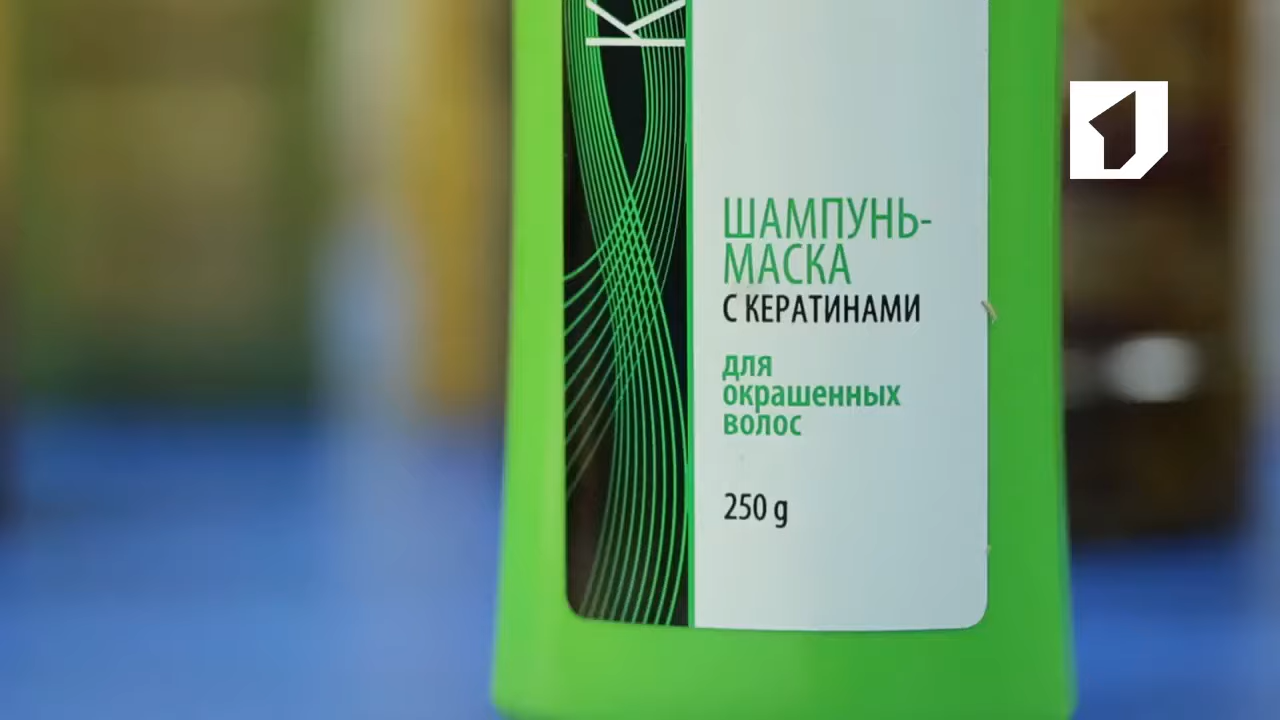 ШАМПУНЬ-
МАСКА
С КЕРАТИНАМИ
для
окрашенных
волос
250 g